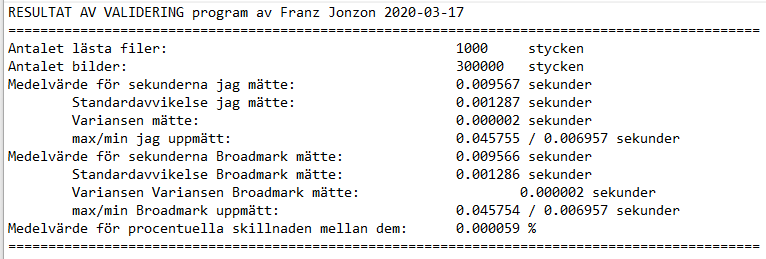 RESULTAT AV VALIDERING program av Franz Jonzon 2020-03-17
==============================================================================================
Antalet lästa filer: 1000 stycken
Antalet bilder: 300000 stycken
Medelvärde för sekunderna jag mätte: 0.009567 sekunder
Standardavvikelse jag mätte: 0.001287 sekunder
Variansen mätte: 0.000002 sekunder
max/min jag uppmätt: 0.045755 / 0.006957 sekunder
Medelvärde för sekunderna Broadmark mätte: 0.009566 sekunder
Standardavvikelse Broadmark mätte: 0.001286 sekunder
Variansen Variansen Broadmark mätte: 0.000002 sekunder
max/min Broadmark uppmätt: 0.045754 / 0.006957 sekunder
Medelvärde för procentuella skillnaden mellan dem: 0.000059 %
==============================================================================================